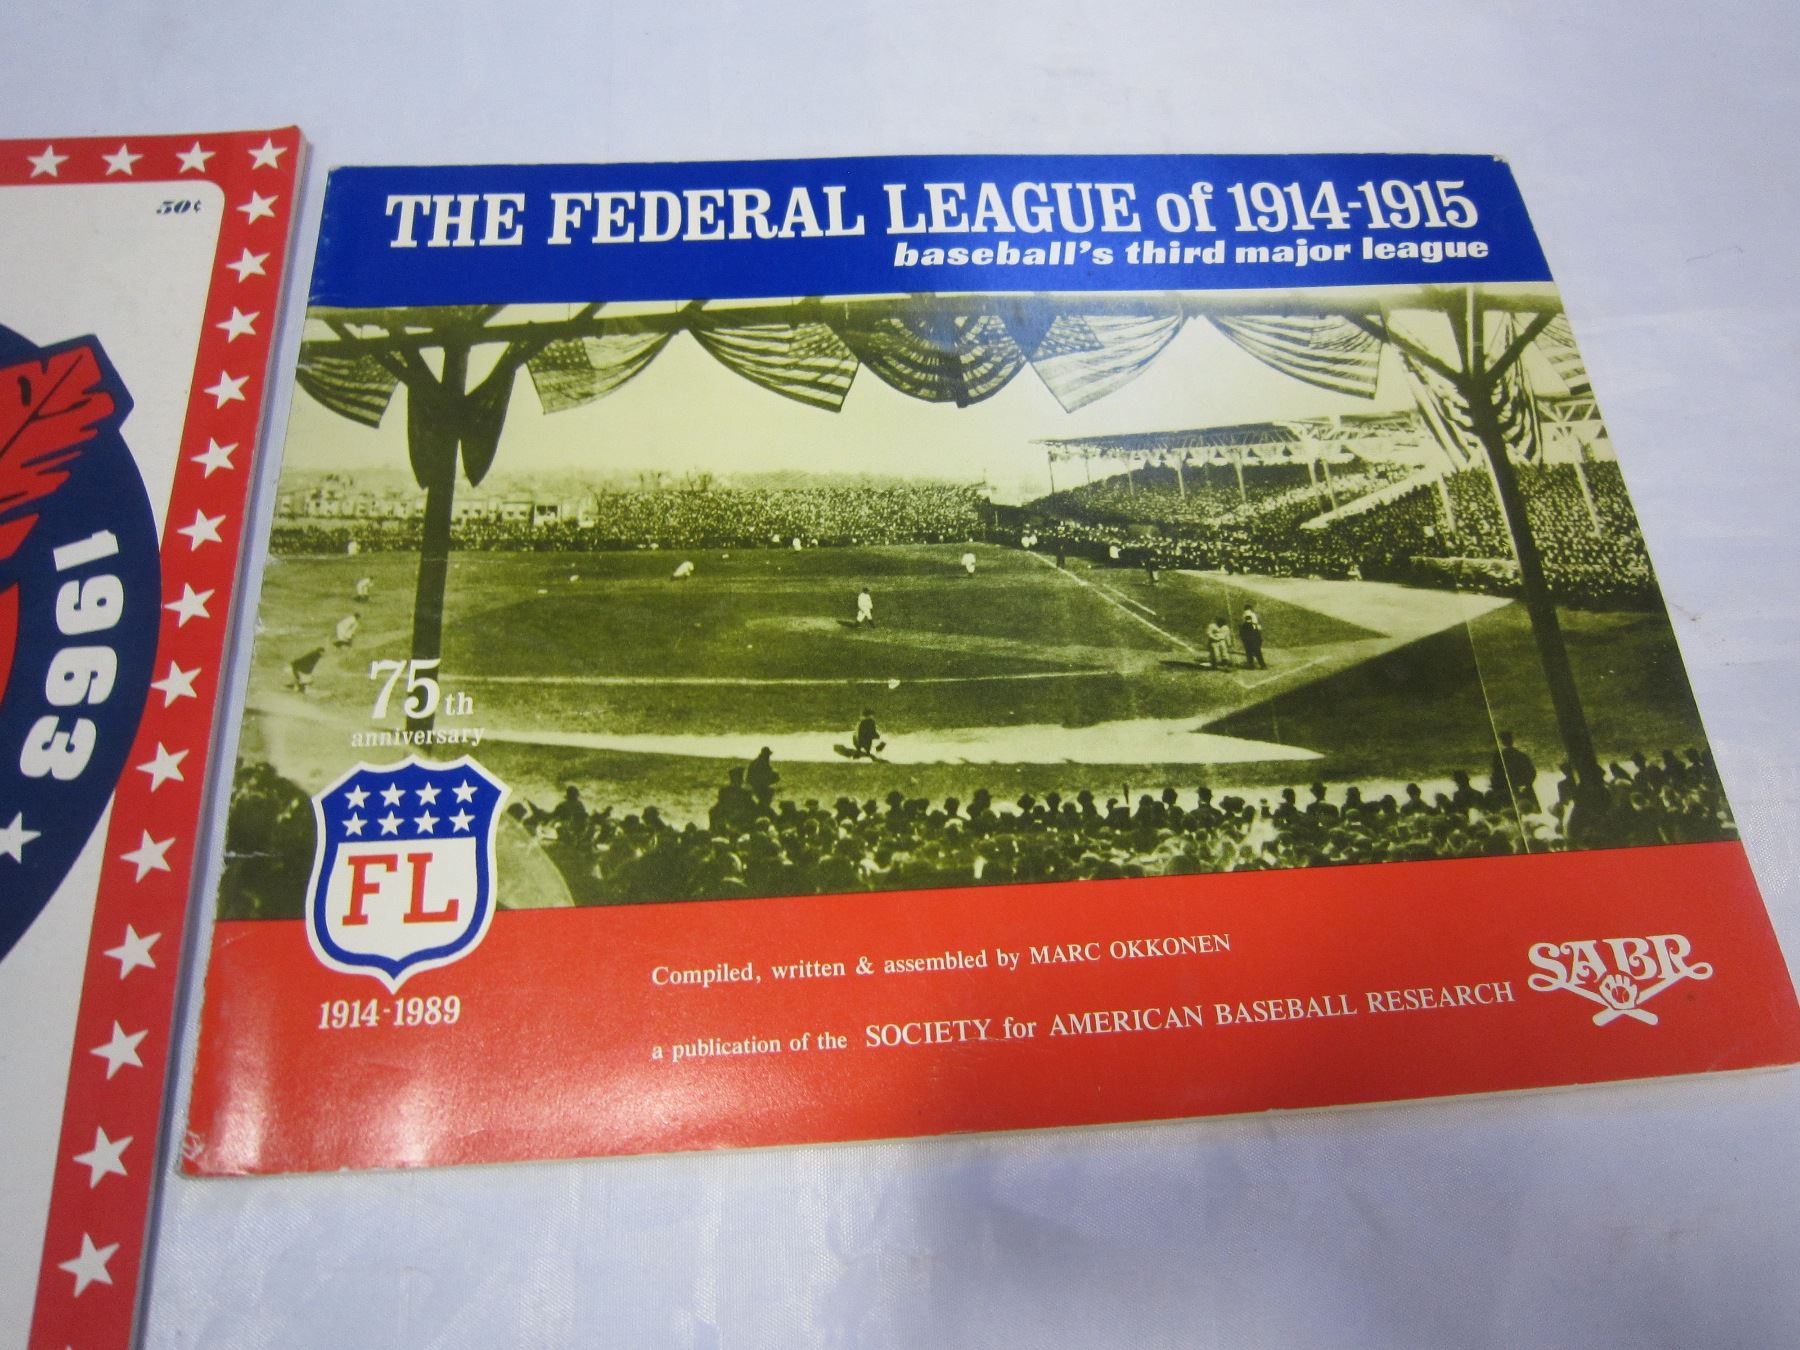 50¢
1963
THE FEDERAL LEAGUE of 1914-1915
baseball's third major league
75th
anniversary
FL
1914-1989
Compiled, written & assembled by MARC OKKONEN
a publication of the SOCIETY for AMERICAN BASEBALL RESEARCH
SABR